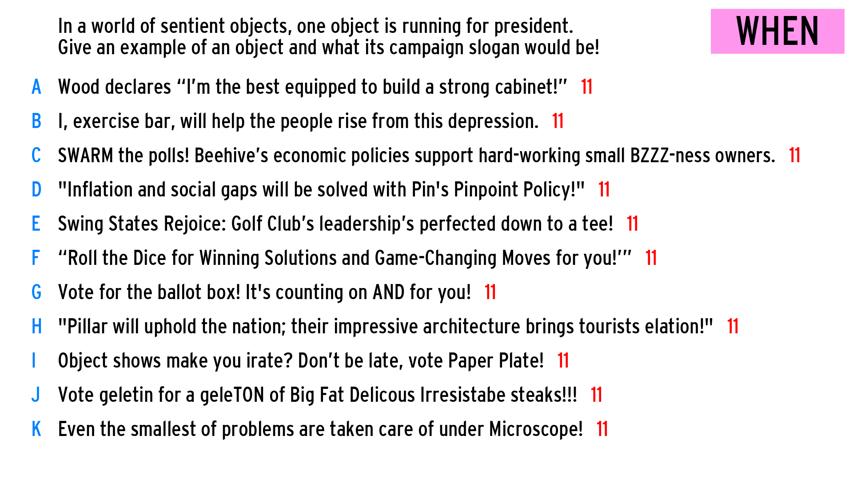 In a world of sentient objects, one object is running for president.
Give an example of an object and what its campaign slogan would be!
WHEN
A Wood declares “I’m the best equipped to build a strong cabinet!” 11
B I, exercise bar, will help the people rise from this depression. 11
C SWARM the polls! Beehive’s economic policies support hard-working small BZZZ-ness owners. 11
D "Inflation and social gaps will be solved with Pin's Pinpoint Policy!" 11
E Swing States Rejoice: Golf Club’s leadership’s perfected down to a tee! 11
F “Roll the Dice for Winning Solutions and Game-Changing Moves for you!’” 11
G Vote for the ballot box! It's counting on AND for you! 11
H "Pillar will uphold the nation; their impressive architecture brings tourists elation!" 11
I Object shows make you irate? Don’t be late, vote Paper Plate! 11
J Vote geletin for a geleTON of Big Fat Delicous Irresistabe steaks!!! 11
K Even the smallest of problems are taken care of under Microscope! 11